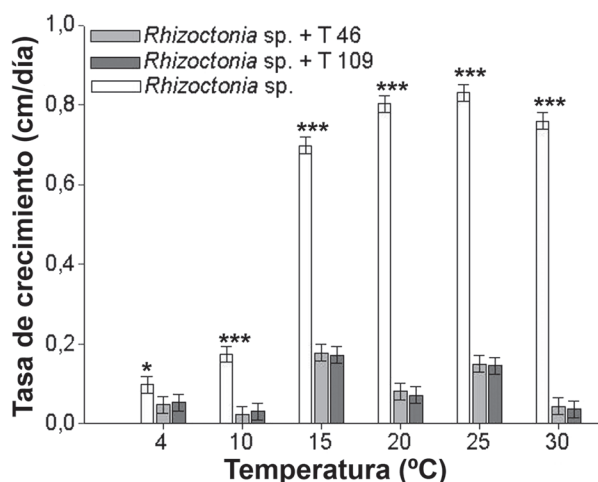 Rhizoctonia sp. + T 46
Rhizoctonia sp. + T 109
Rhizoctonia sp.
Tasa de crecimiento (cm/día)
1,0
0,8
0,6
0,4
0,2
0,0
* *** *** *** *** ***
4 10 15 20 25 30
Temperatura (ºC)